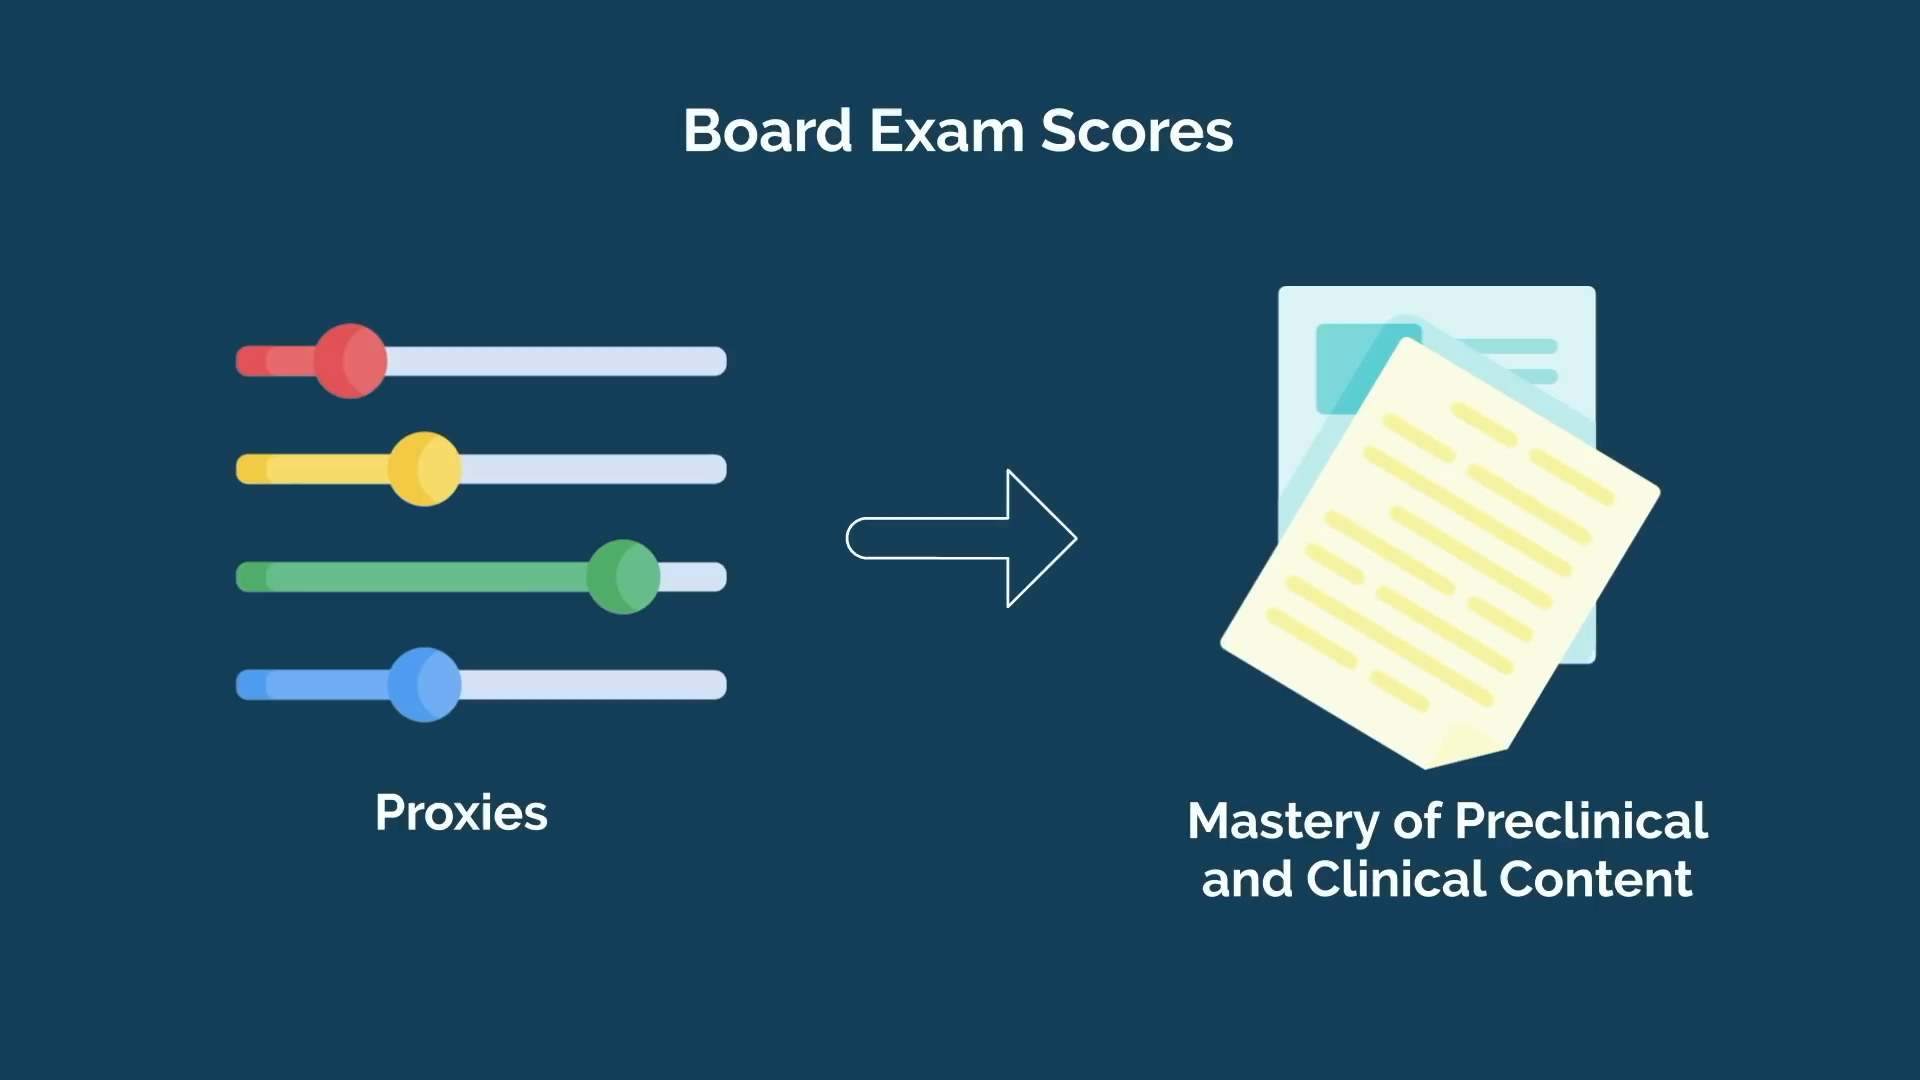 Board Exam Scores
Proxies
Mastery of Preclinical
and Clinical Content